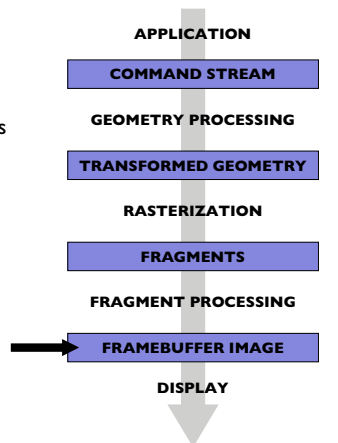 APPLICATION
COMMAND STREAM
GEOMETRY PROCESSING
s
TRANSFORMED GEOMETRY
RASTERIZATION
FRAGMENTS
FRAGMENT PROCESSING
FRAMEBUFFER IMAGE
DISPLAY